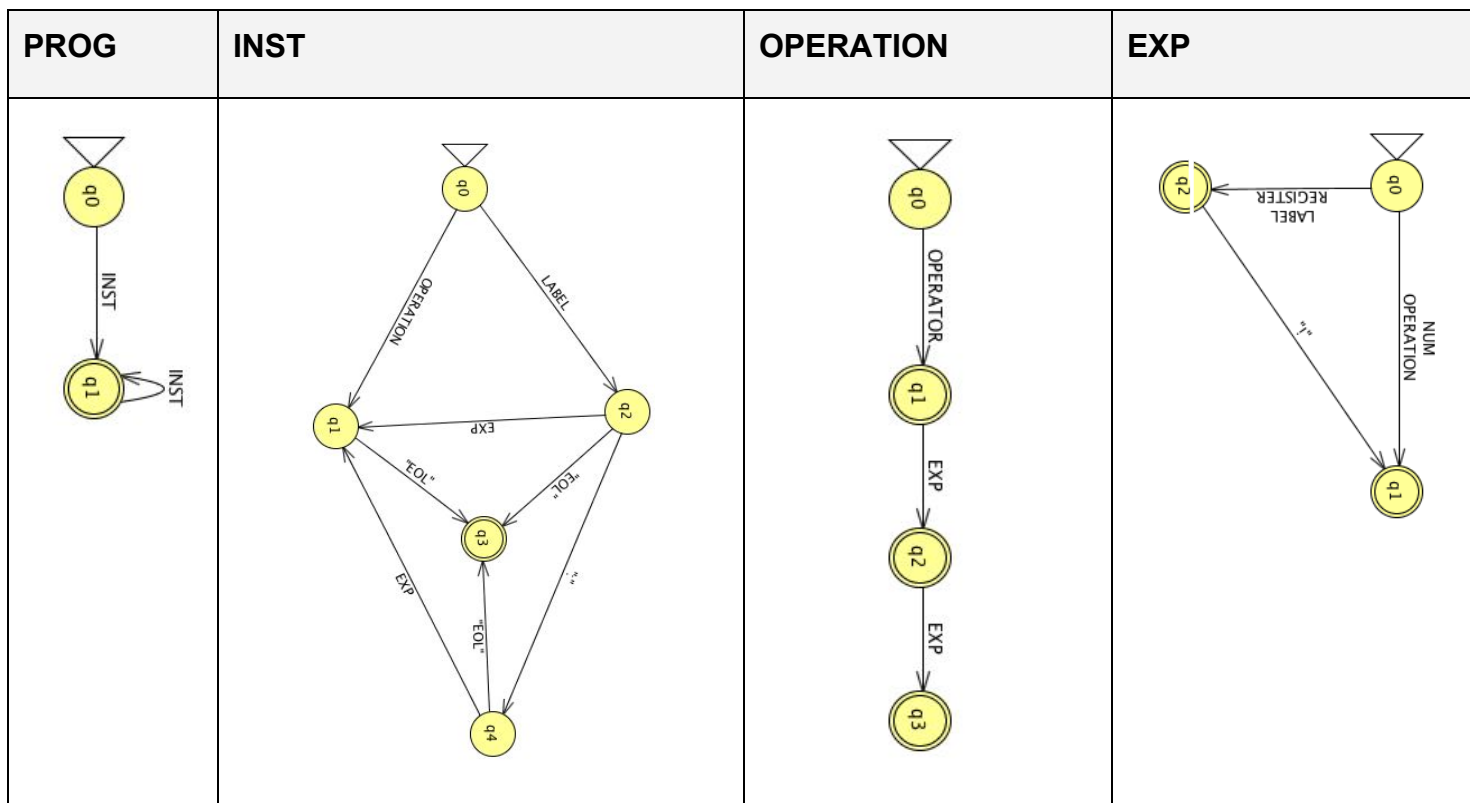 PROG
INST
OPERATION
EXP
q0
INST
q1
INST
q0
OPERATION
LABEL
q1
q2
EXP
"EOL"
"EOL"
q3
EXP
"EOL"
q4
q0
OPERATOR
q1
EXP
q2
EXP
q3
q2
q0
LABEL
REGISTER
NUM
OPERATION
q1